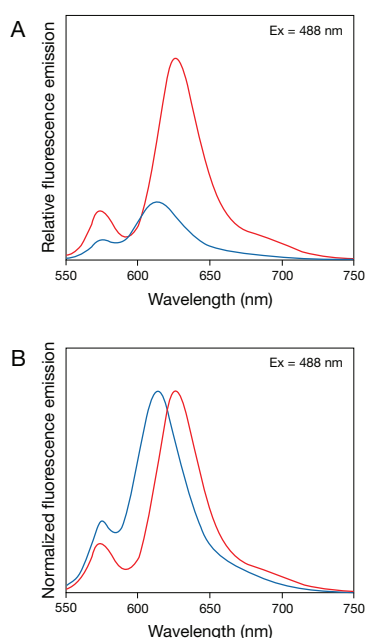 A
Ex = 488 nm
Relative fluorescence emission
550 600 650 700 750
Wavelength (nm)
B
Ex = 488 nm
Normalized fluorescence emission
550 600 650 700 750
Wavelength (nm)